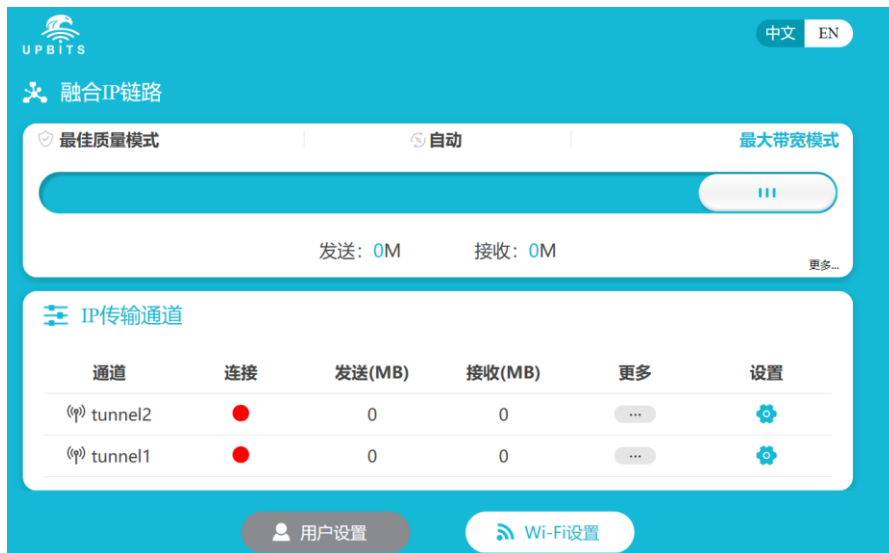 UPBITS
中文 EN
融合IP链路
最佳质量模式 自动 最大带宽模式
发送：0M 接收：0M
更多...
IP传输通道
通道 连接 发送(MB) 接收(MB) 更多 设置
tunnel2 0 0 ...
tunnel1 0 0 ...
用户设置 Wi-Fi设置